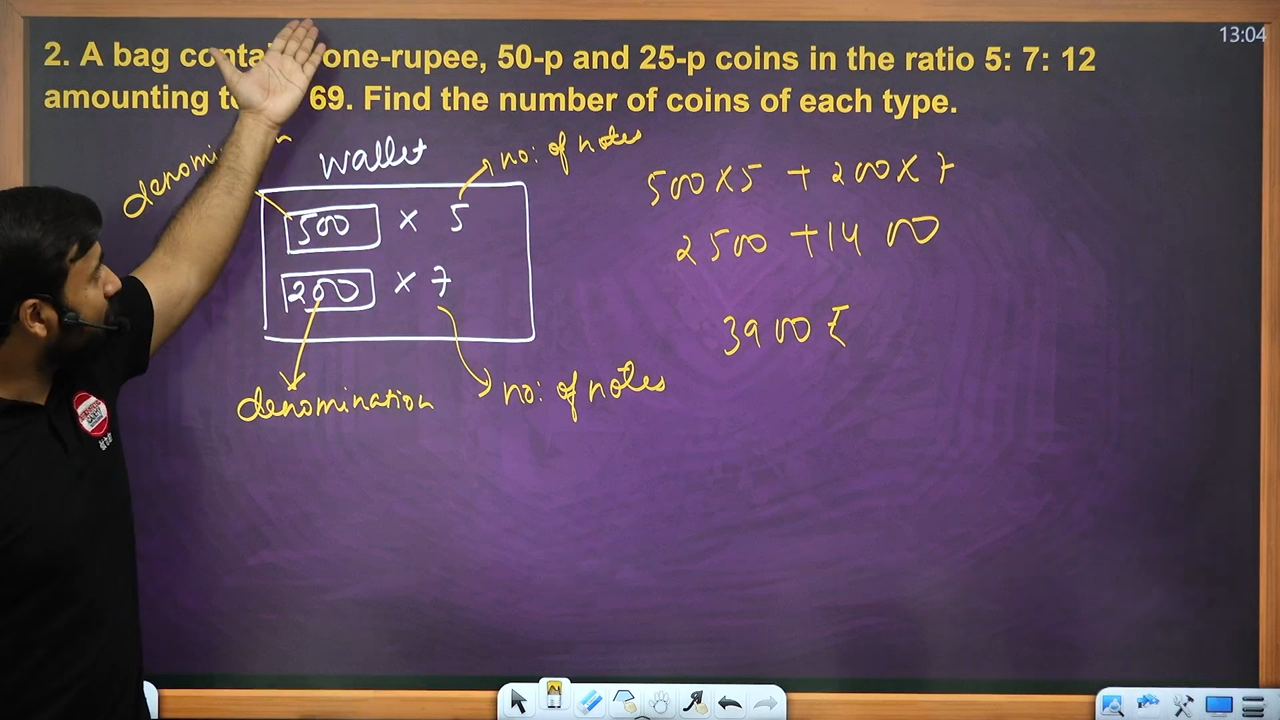 13:04
2. A bag one-rupee, 50-p and 25-p coins in the ratio 5: 7: 12
amounting 69. Find the number of coins of each type.
wallet
no: of notes
500 × 5
200 × 7
denomination
no: of notes
500 × 5 + 200 × 7
2500 + 1400
3900 ₹